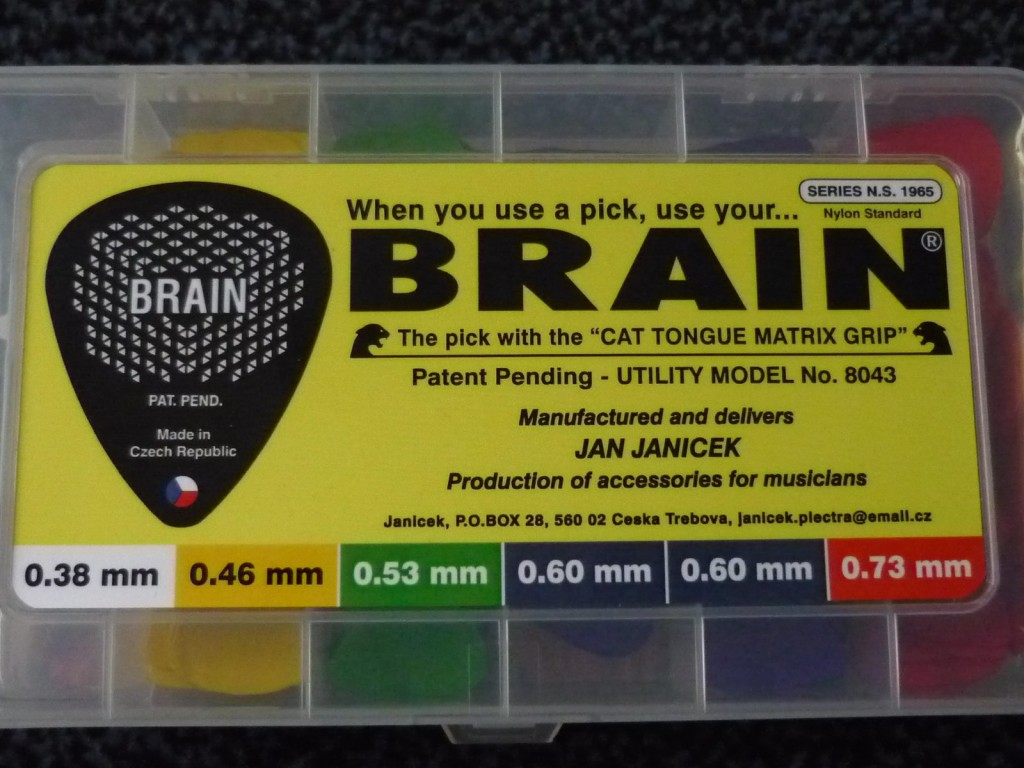 SERIES N.S. 1965
Nylon Standard
When you use a pick, use your...
BRAIN®
The pick with the “CAT TONGUE MATRIX GRIP”
Patent Pending - UTILITY MODEL No. 8043
Manufactured and delivers
JAN JANICEK
Production of accessories for musicians
Janicek, P.O.BOX 28, 560 02 Ceska Trebova, janicek.plectra@email.cz
BRAIN
PAT. PEND.
Made in
Czech Republic
0.38 mm 0.46 mm 0.53 mm 0.60 mm 0.60 mm 0.73 mm